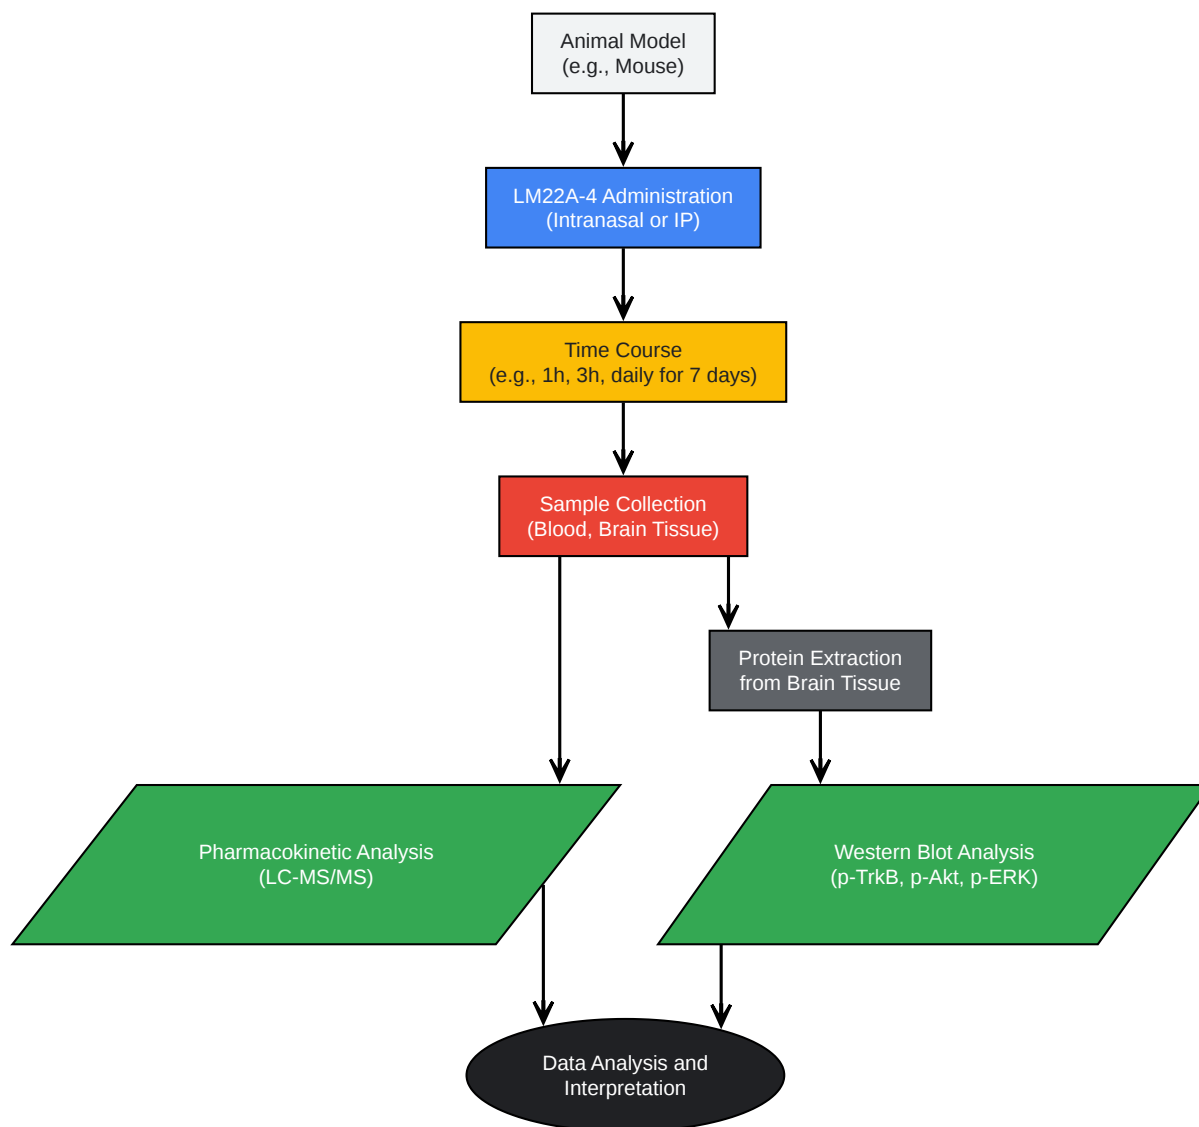 Animal Model
(e.g., Mouse)
LM22A-4 Administration
(Intranasal or IP)
Time Course
(e.g., 1h, 3h, daily for 7 days)
Sample Collection
(Blood, Brain Tissue)
Protein Extraction
from Brain Tissue
Pharmacokinetic Analysis
(LC-MS/MS)
Western Blot Analysis
(p-TrkB, p-Akt, p-ERK)
Data Analysis and
Interpretation